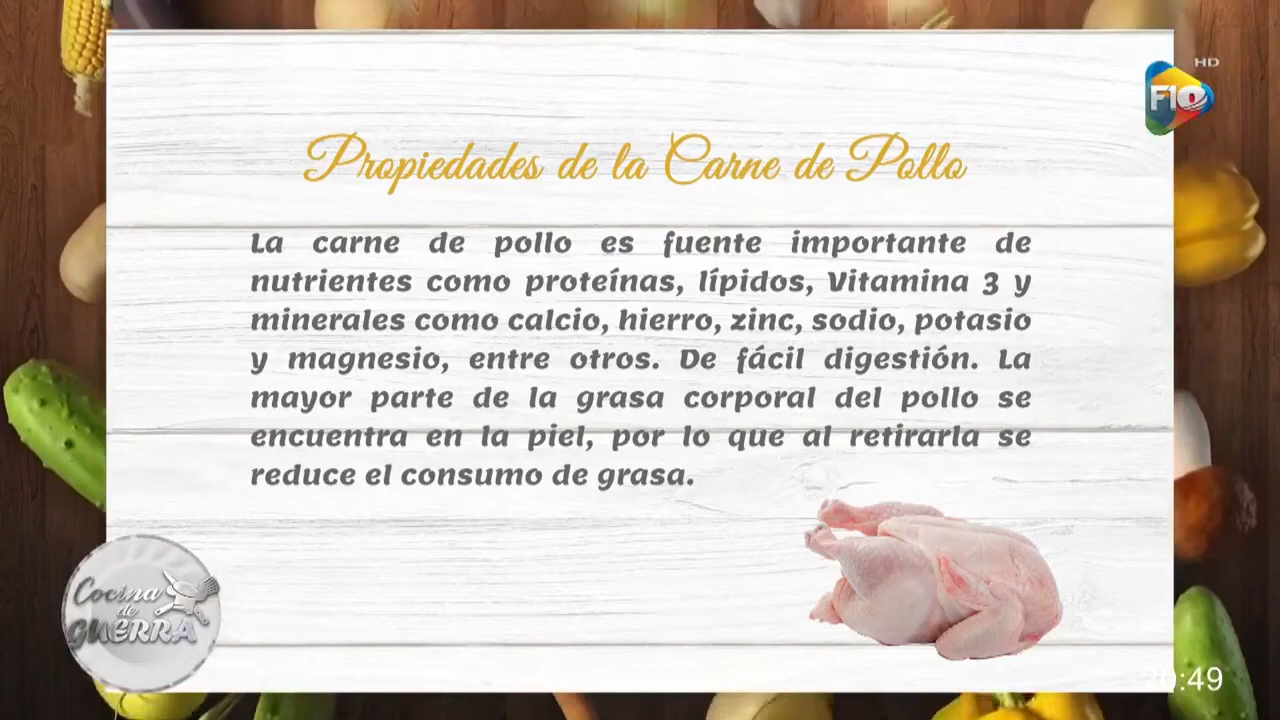 HD
F10
Propiedades de la Carne de Pollo
La carne de pollo es fuente importante de
nutrientes como proteínas, lípidos, Vitamina 3 y
minerales como calcio, hierro, zinc, sodio, potasio
y magnesio, entre otros. De fácil digestión. La
mayor parte de la grasa corporal del pollo se
encuentra en la piel, por lo que al retirarla se
reduce el consumo de grasa.
Cocina
de
GUERRA
:49